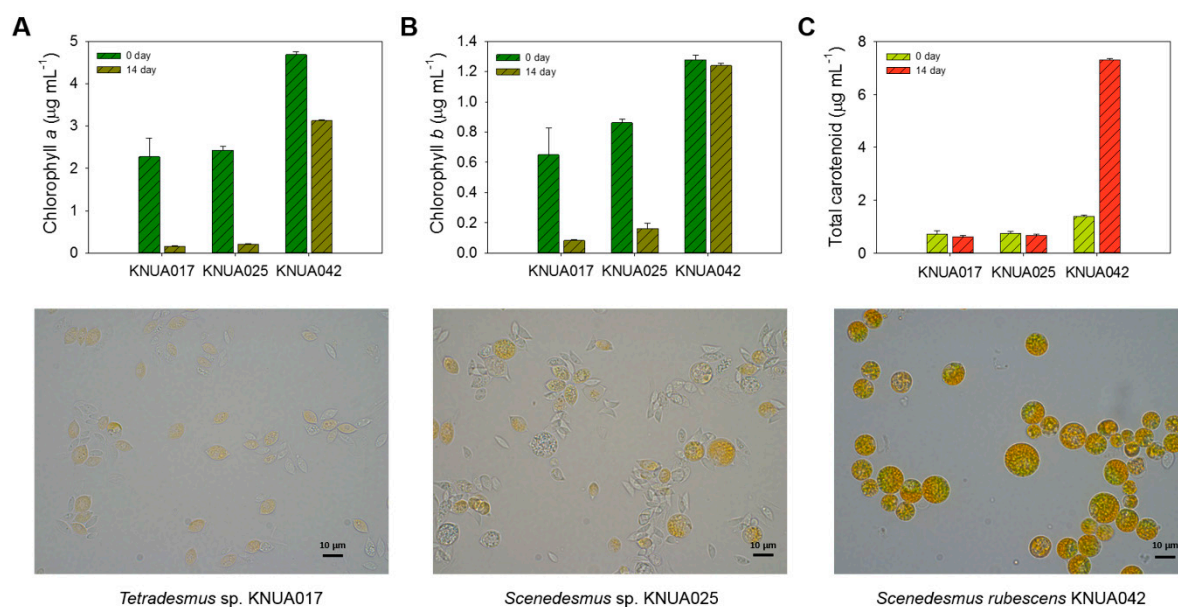 A
Chlorophyll a (μg mL⁻¹)
5
4
3
2
1
0
0 day
14 day
KNUA017
KNUA025
KNUA042
B
Chlorophyll b (μg mL⁻¹)
1.4
1.2
1.0
0.8
0.6
0.4
0.2
0.0
0 day
14 day
KNUA017
KNUA025
KNUA042
C
Total carotenoid (μg mL⁻¹)
8
6
4
2
0
0 day
14 day
KNUA017
KNUA025
KNUA042
10 μm
10 μm
10 μm
Tetradesmus sp. KNUA017
Scenedesmus sp. KNUA025
Scenedesmus rubescens KNUA042